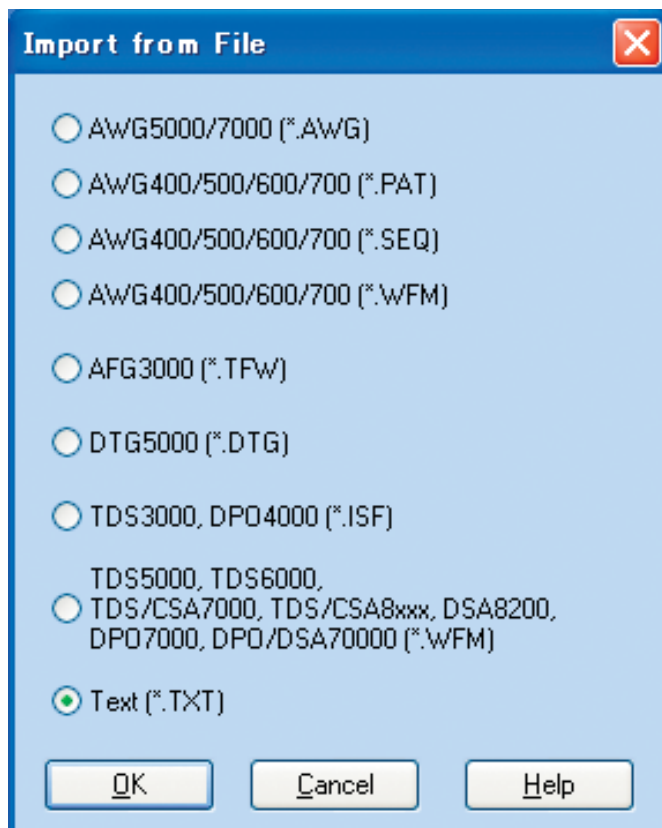 Import from File
AWG5000/7000 (*.AWG)
AWG400/500/600/700 (*.PAT)
AWG400/500/600/700 (*.SEQ)
AWG400/500/600/700 (*.WFM)
AFG3000 (*.TFW)
DTG5000 (*.DTG)
TDS3000, DPO4000 (*.ISF)
TDS5000, TDS6000,
TDS/CSA7000, TDS/CSA8xxx, DSA8200,
DPO7000, DPO/DSA70000 (*.WFM)
Text (*.TXT)
OK Cancel Help